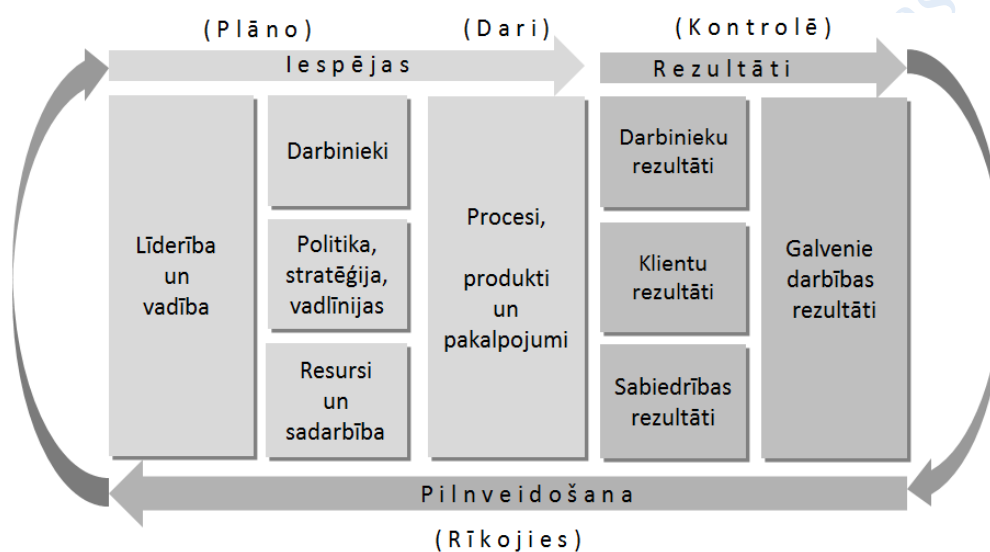 (Plāno)
(Dari)
(Kontrolē)
Iespējas
Rezultāti
Līderība
un
vadība
Darbinieki
Politika,
stratēģija,
vadlīnijas
Resursi
un
sadarbība
Procesi,
produkti
un
pakalpojumi
Darbinieku
rezultāti
Klientu
rezultāti
Sabiedrības
rezultāti
Galvenie
darbības
rezultāti
Pilnveidošana
(Rīkojies)